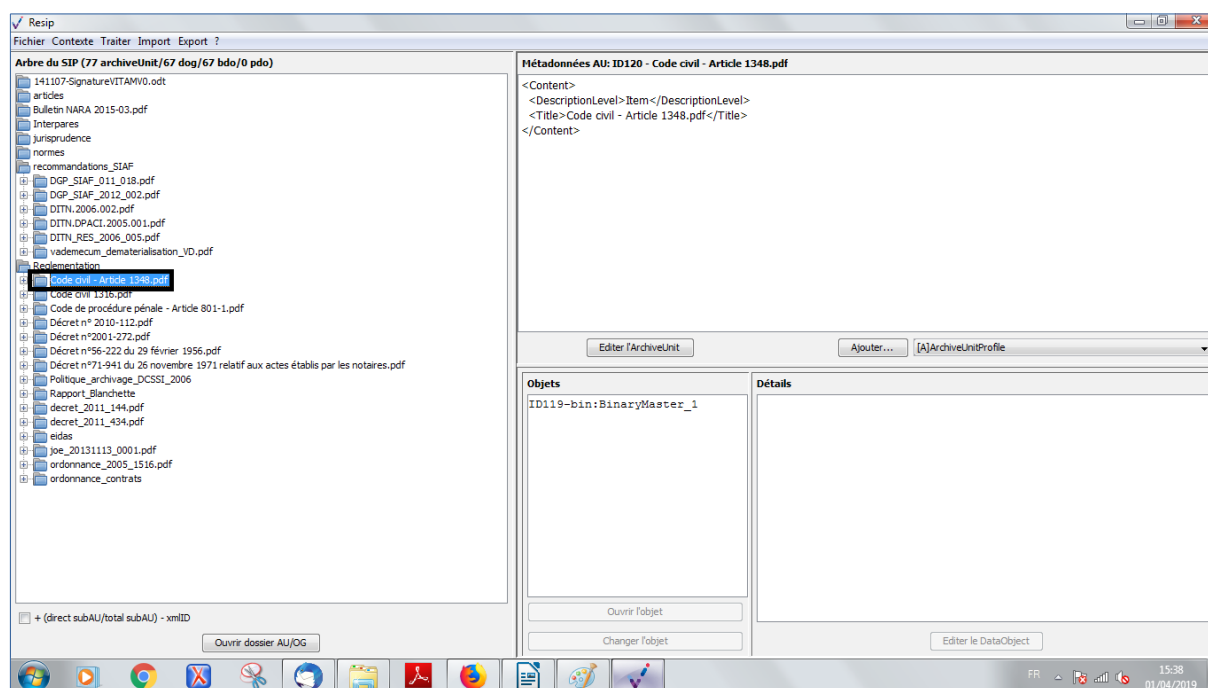 Resip
Fichier Contexte Traiter Import Export ?
Arbre du SIP (77 archiveUnit/67 dog/67 bdo/0 pdo)
141107-SignatureVITAMV0.odt
articles
Bulletin NARA 2015-03.pdf
Interpares
jurisprudence
normes
recommandations_SIAF
DGP_SIAF_011_018.pdf
DGP_SIAF_2012_002.pdf
DITN.2006.002.pdf
DITN.DPACI.2005.001.pdf
DITN_RES_2006_005.pdf
vademecum_dematerialisation_VD.pdf
Reglementation
Code civil - Article 1348.pdf
Code civil 1316.pdf
Code de procédure pénale - Article 801-1.pdf
Décret n° 2010-112.pdf
Décret n°2001-272.pdf
Décret n°56-222 du 29 février 1956.pdf
Décret n°71-941 du 26 novembre 1971 relatif aux actes établis par les notaires.pdf
Politique_archivage_DCSSI_2006
Rapport_Blanchette
decret_2011_144.pdf
decret_2011_434.pdf
eidas
joe_20131113_0001.pdf
ordonnance_2005_1516.pdf
ordonnance_contrats
+ (direct subAU/total subAU) - xmlID
Ouvrir dossier AU/OG
Métadonnées AU: ID120 - Code civil - Article 1348.pdf
<Content>
<DescriptionLevel>Item</DescriptionLevel>
<Title>Code civil - Article 1348.pdf</Title>
</Content>
Editer l'ArchiveUnit
Ajouter...
[A]ArchiveUnitProfile
Objets
ID119-bin:BinaryMaster_1
Ouvrir l'objet
Changer l'objet
Détails
Editer le DataObject
FR
15:38
01/04/2019